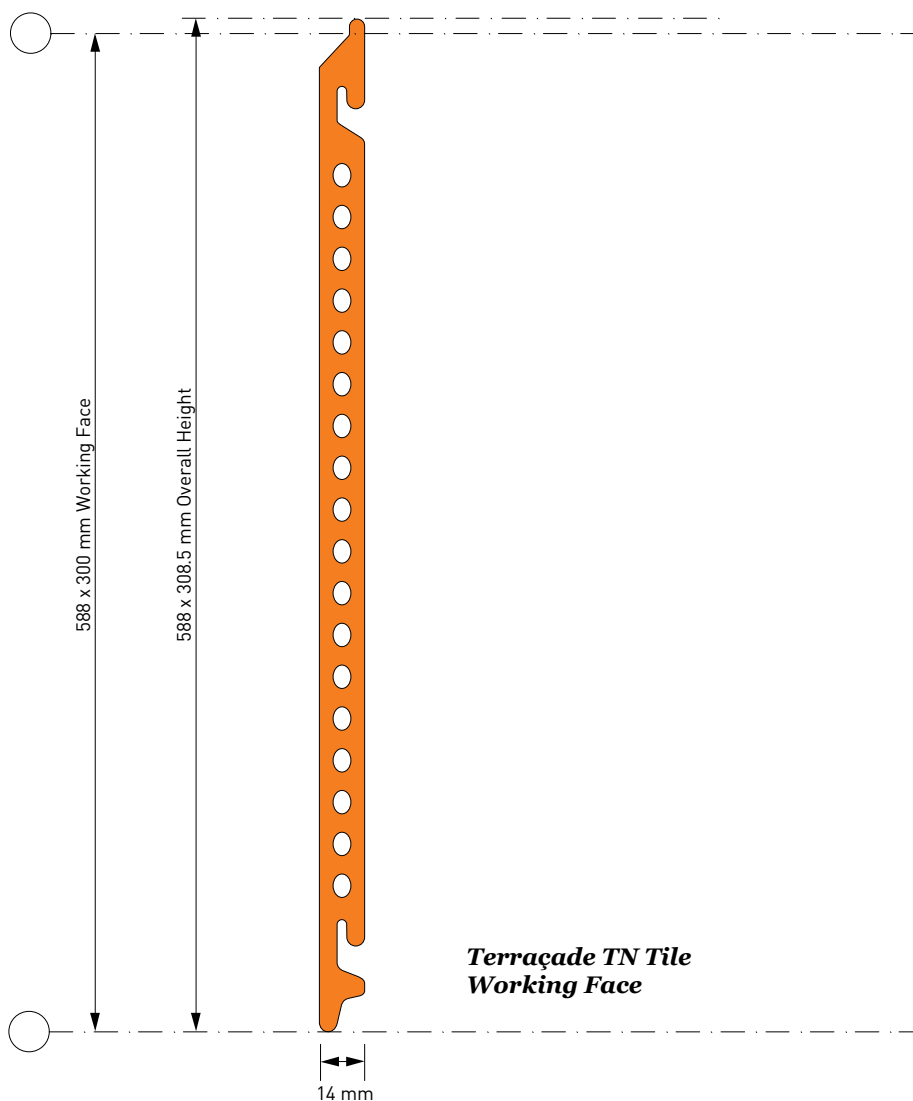 588 x 300 mm Working Face
588 x 308.5 mm Overall Height
Terraçade TN Tile
Working Face
14 mm